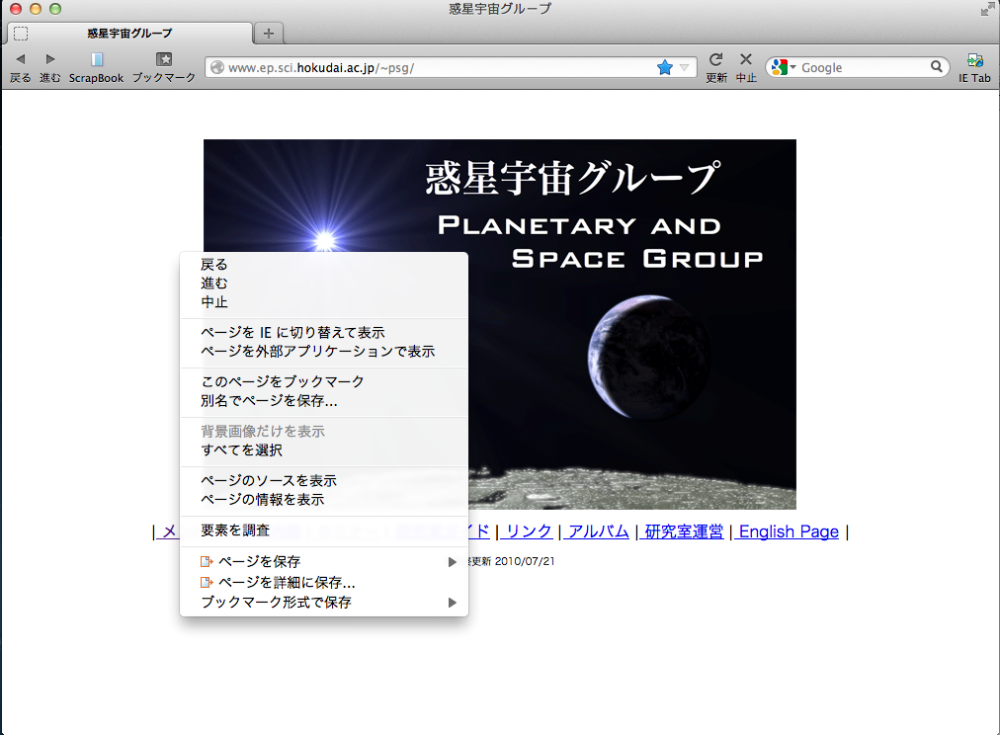 惑星宇宙グループ
惑星宇宙グループ
戻る 進む ScrapBook ブックマーク www.ep.sci.hokudai.ac.jp/~psg/ 更新 中止 Google IE Tab
惑星宇宙グループ
PLANETARY AND
SPACE GROUP
戻る
進む
中止
ページを IE に切り替えて表示
ページを外部アプリケーションで表示
このページをブックマーク
別名でページを保存...
背景画像だけを表示
すべてを選択
ページのソースを表示
ページの情報を表示
要素を調査
ページを保存
ページを詳細に保存...
ブックマーク形式で保存
| メ
イド | リンク | アルバム | 研究室運営 | English Page |
更新 2010/07/21